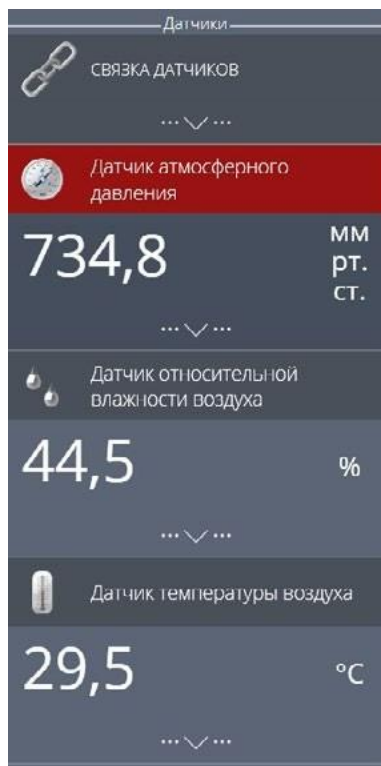 Датчики
СВЯЗКА ДАТЧИКОВ
Датчик атмосферного
давления
734,8
мм
рт.
ст.
Датчик относительной
влажности воздуха
44,5
%
Датчик температуры воздуха
29,5
°C